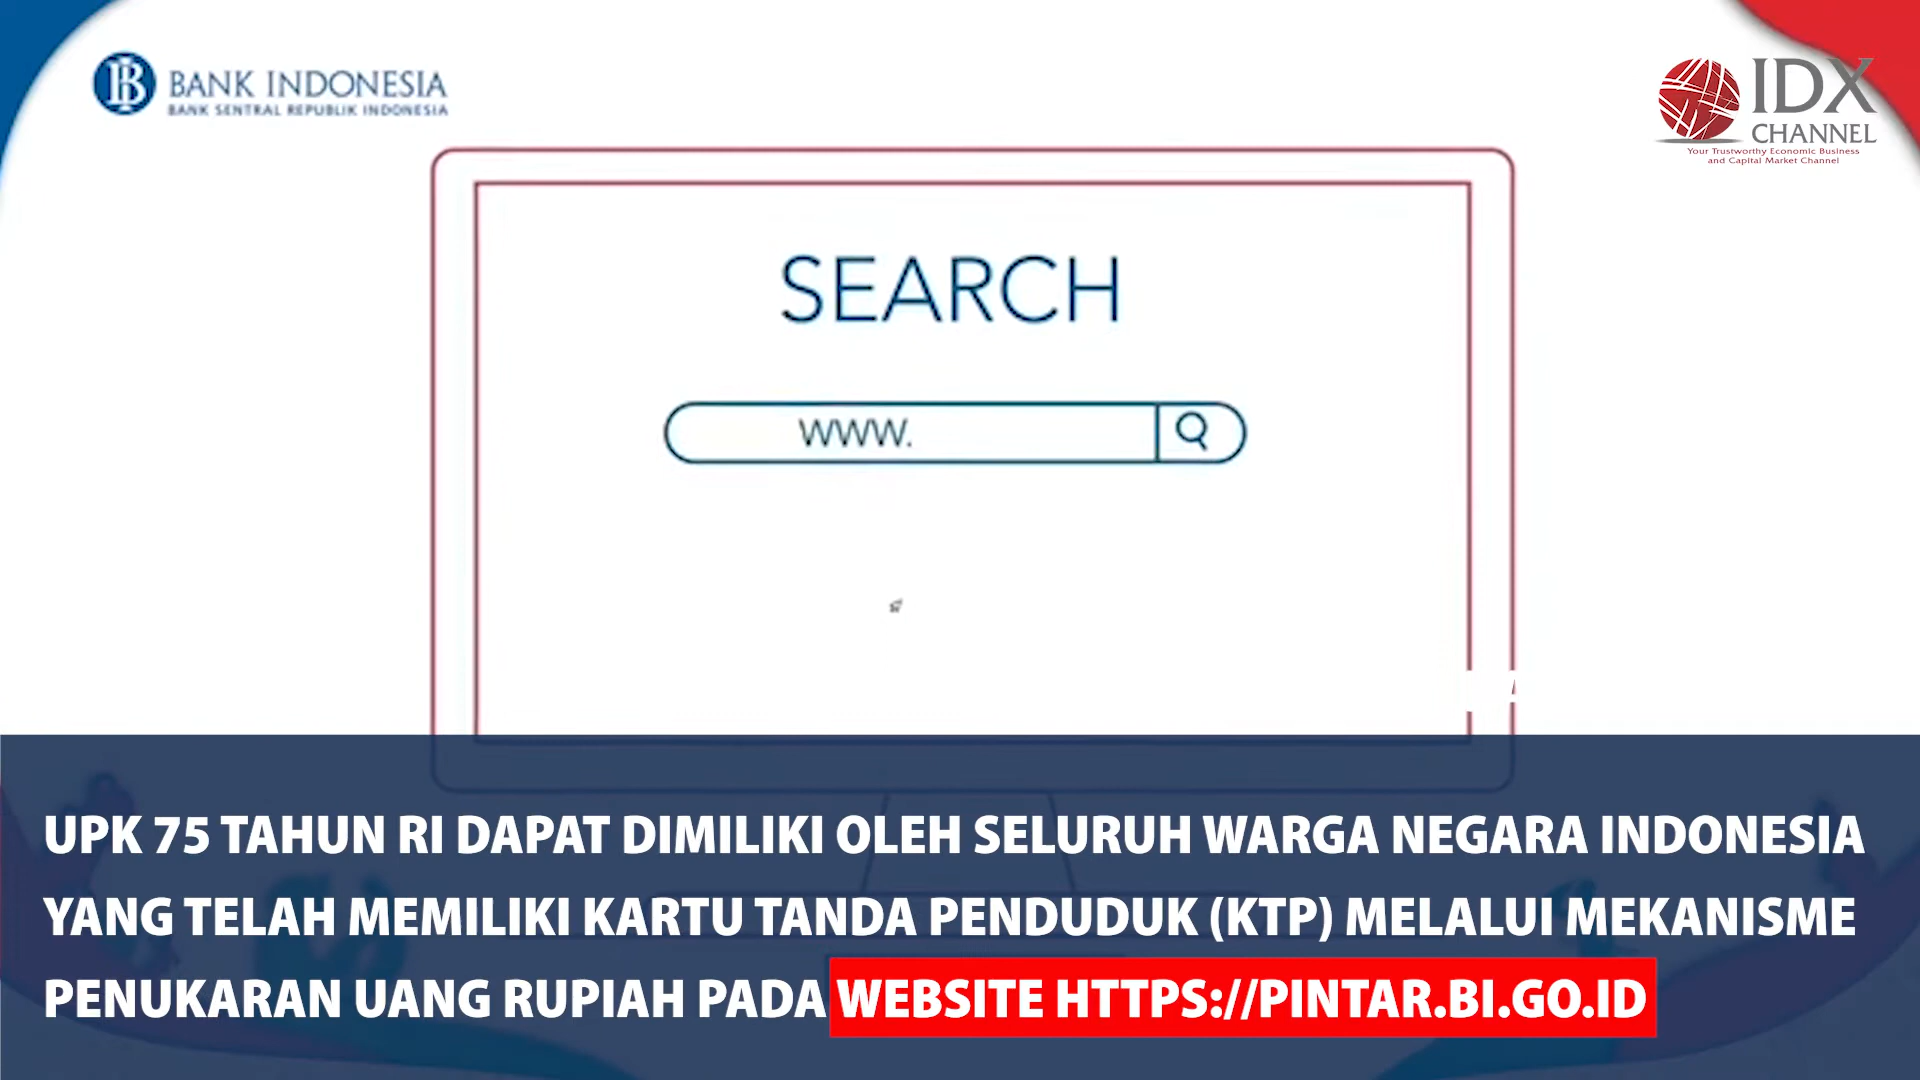 BANK INDONESIA
BANK SENTRAL REPUBLIK INDONESIA
IDX
CHANNEL
Your Trustworthy Economic Business
and Capital Market Channel
SEARCH
WWW.
UPK 75 TAHUN RI DAPAT DIMILIKI OLEH SELURUH WARGA NEGARA INDONESIA
YANG TELAH MEMILIKI KARTU TANDA PENDUDUK (KTP) MELALUI MEKANISME
PENUKARAN UANG RUPIAH PADA WEBSITE HTTPS://PINTAR.BI.GO.ID